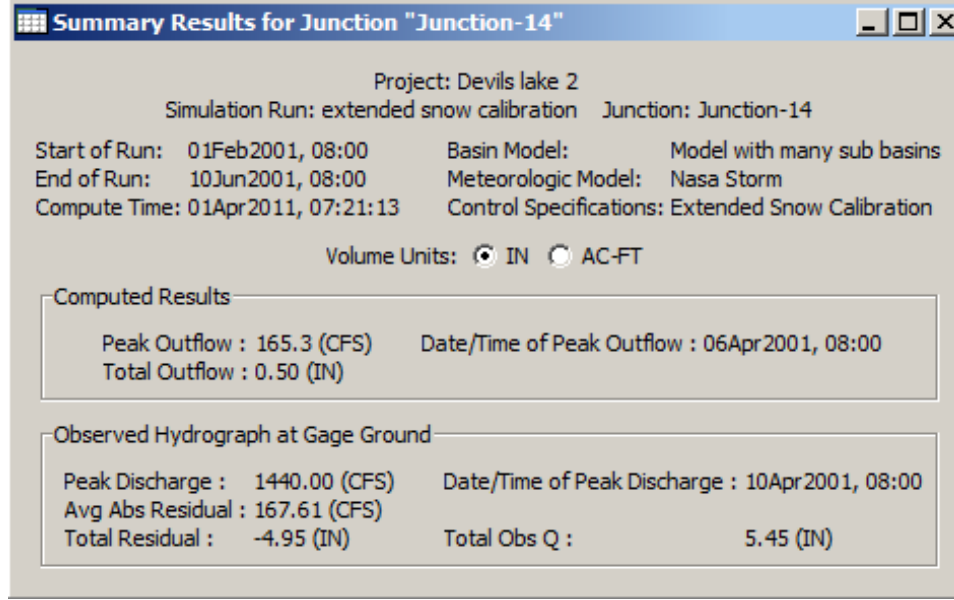 Summary Results for Junction "Junction-14"
Project: Devils lake 2
Simulation Run: extended snow calibration Junction: Junction-14
Start of Run: 01Feb2001, 08:00 Basin Model: Model with many sub basins
End of Run: 10Jun2001, 08:00 Meteorologic Model: Nasa Storm
Compute Time: 01Apr2011, 07:21:13 Control Specifications: Extended Snow Calibration
Volume Units: IN AC-FT
Computed Results
Peak Outflow : 165.3 (CFS) Date/Time of Peak Outflow : 06Apr2001, 08:00
Total Outflow : 0.50 (IN)
Observed Hydrograph at Gage Ground
Peak Discharge : 1440.00 (CFS) Date/Time of Peak Discharge : 10Apr2001, 08:00
Avg Abs Residual : 167.61 (CFS)
Total Residual : -4.95 (IN) Total Obs Q : 5.45 (IN)